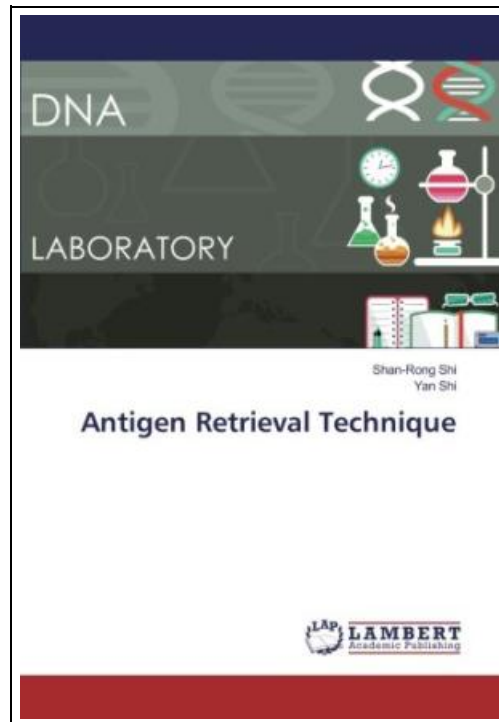 DNA
LABORATORY
Shan-Rong Shi
Yan Shi
Antigen Retrieval Technique
LAP
LAMBERT
Academic Publishing